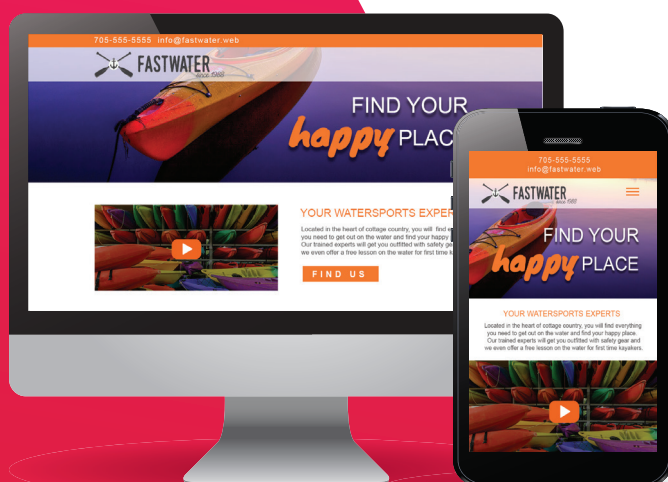 705-555-5555 info@fastwater.web
FASTWATER
since 1988
FIND YOUR
happy PLAC
YOUR WATERSPORTS EXPER
Located in the heart of cottage country, you will find
you need to get out on the water and find your happy
Our trained experts will get you outfitted with safety
we even offer a free lesson on the water for first time
FIND US
705-555-5555
info@fastwater.web
FASTWATER
FIND YOUR
happy PLACE
YOUR WATERSPORTS EXPERTS
Located in the heart of cottage country, you will find everything
you need to get out on the water and find your happy place.
Our trained experts will get you outfitted with safety gear and
we even offer a free lesson on the water for first time kayakers.